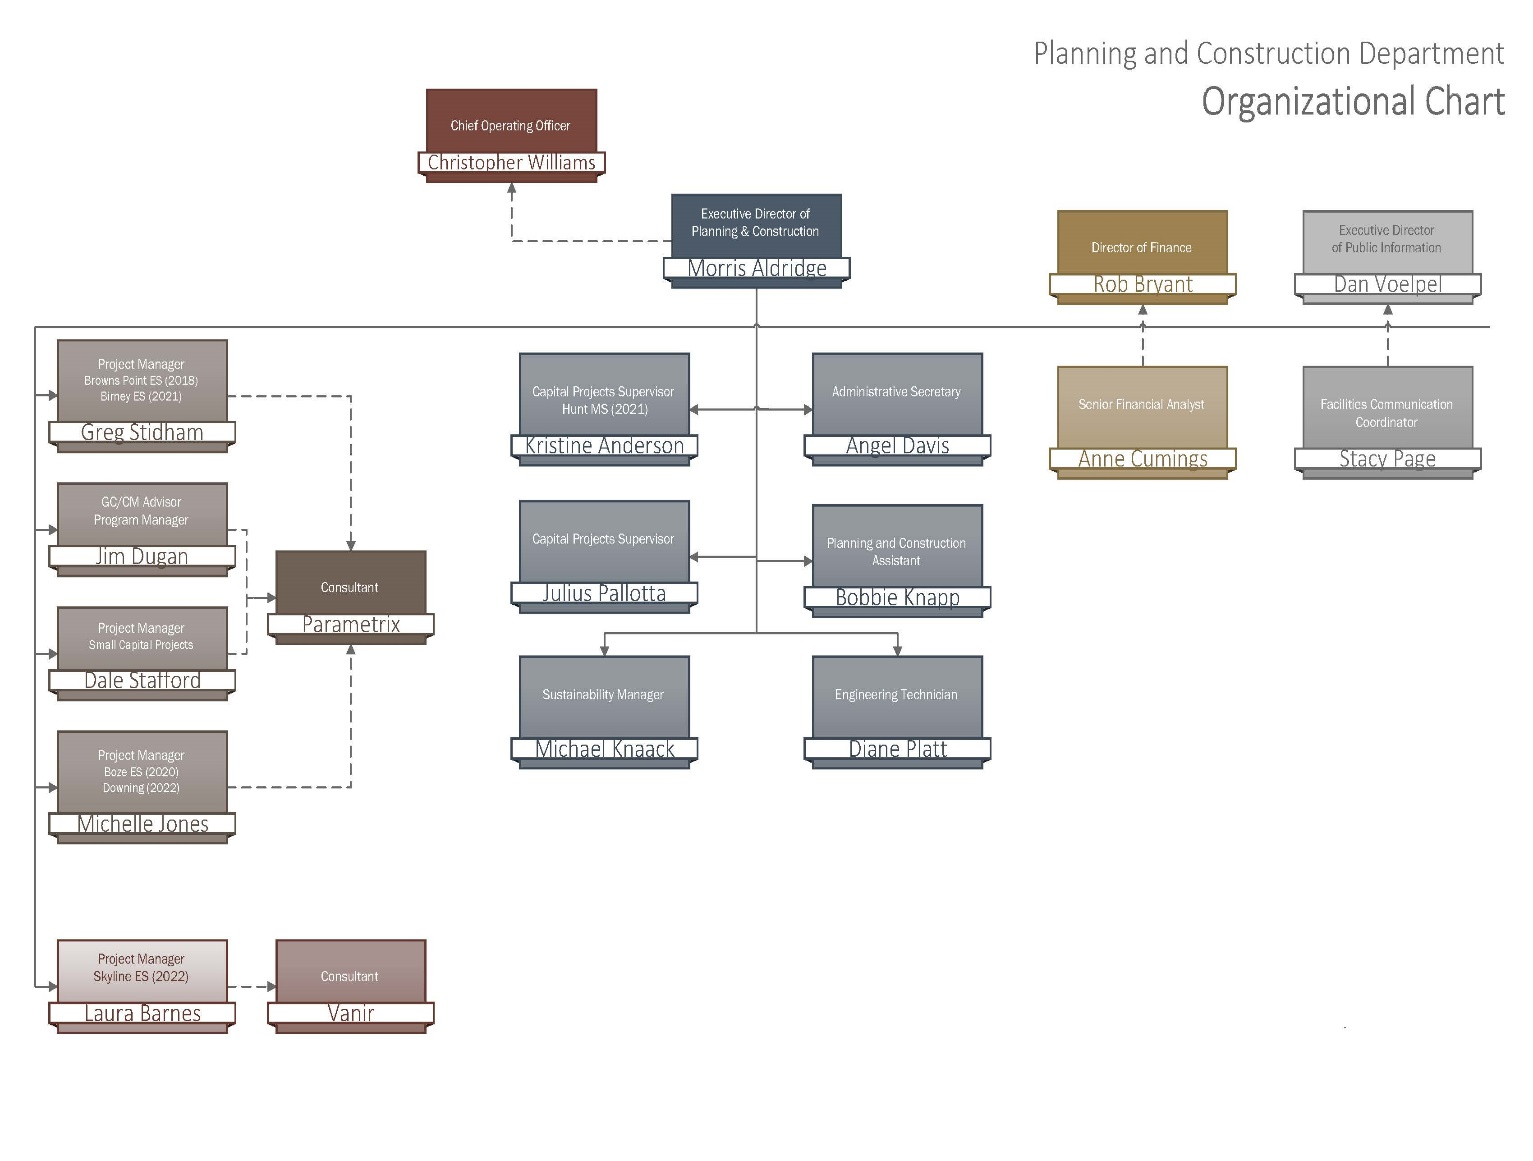 Planning and Construction Department
Organizational Chart
Chief Operating Officer
Christopher Williams
Executive Director of
Planning & Construction
Morris Aldridge
Director of Finance
Rob Bryant
Executive Director
of Public Information
Dan Voelpel
Project Manager
Browns Point ES (2018)
Birney ES (2021)
Greg Stidham
Capital Projects Supervisor
Hunt MS (2021)
Kristine Anderson
Administrative Secretary
Angel Davis
Senior Financial Analyst
Anne Cumings
Facilities Communication
Coordinator
Stacy Page
GC/CM Advisor
Program Manager
Jim Dugan
Consultant
Parametrix
Capital Projects Supervisor
Julius Pallotta
Planning and Construction
Assistant
Bobbie Knapp
Project Manager
Small Capital Projects
Dale Stafford
Sustainability Manager
Michael Knaack
Engineering Technician
Diane Platt
Project Manager
Boze ES (2020)
Downing (2022)
Michelle Jones
Project Manager
Skyline ES (2022)
Laura Barnes
Consultant
Vanir